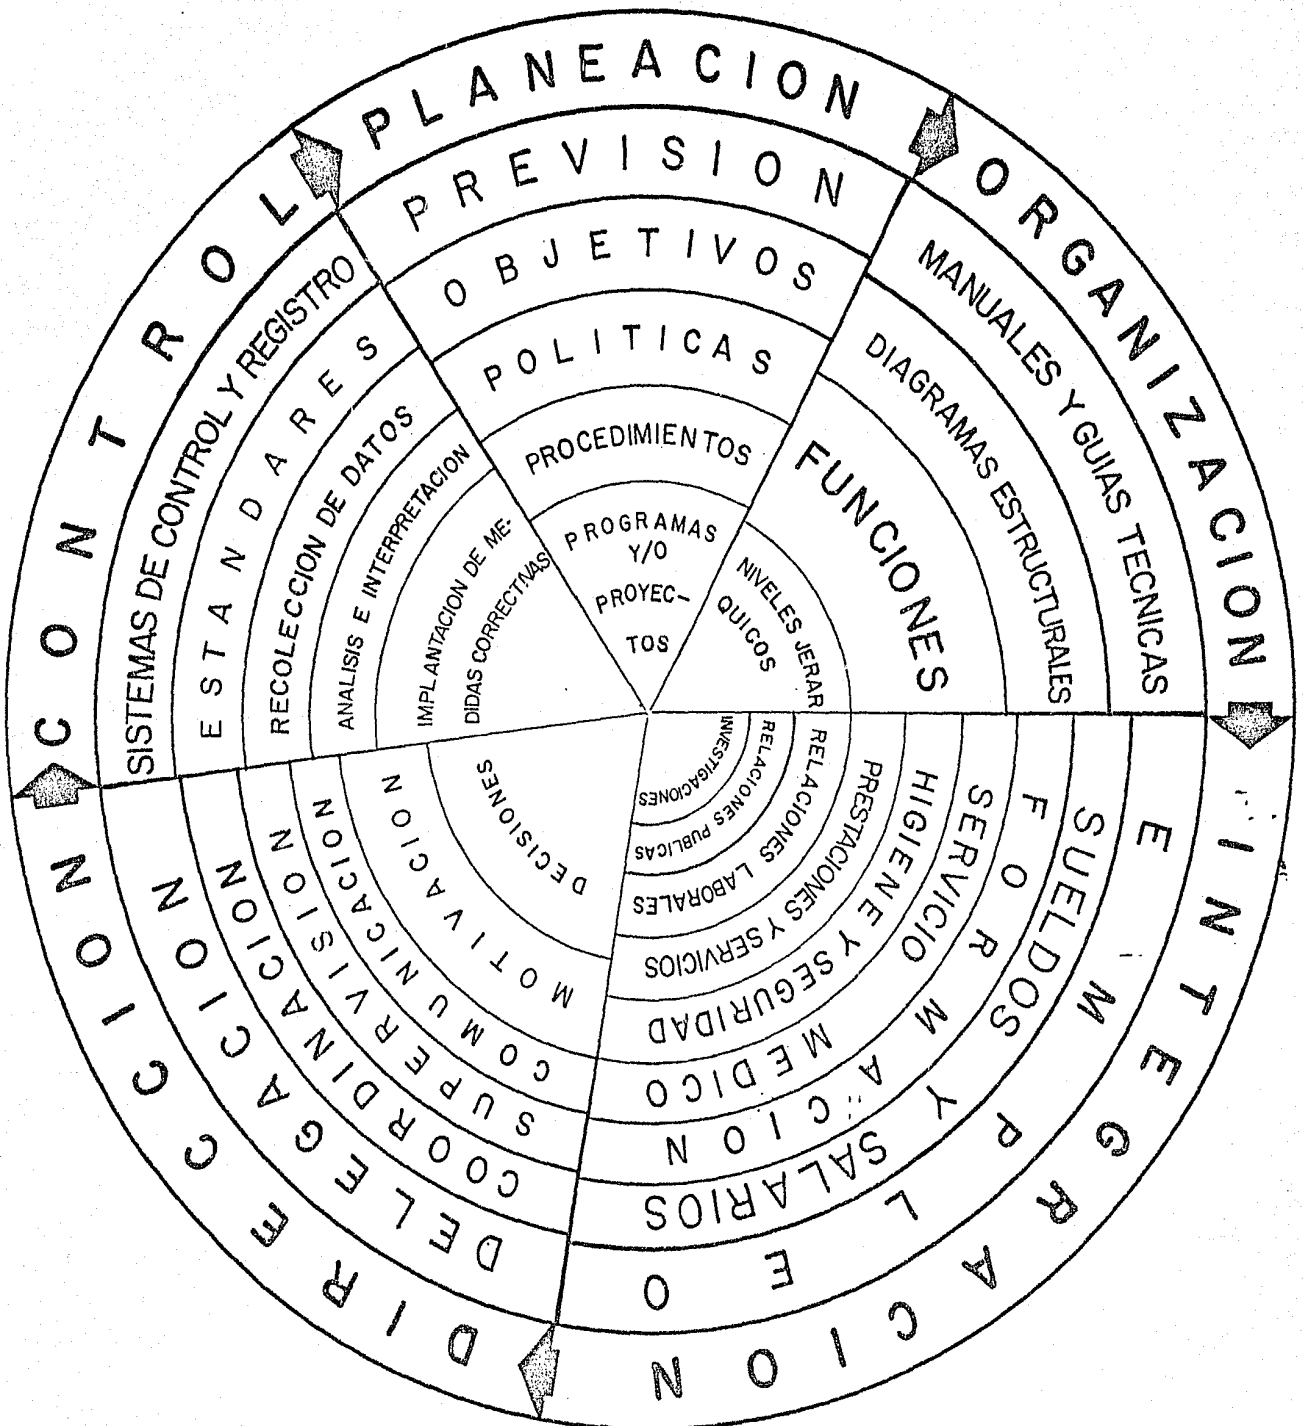 PLANEACION
PREVISION
OBJETIVOS
POLITICAS
PROCEDIMIENTOS
PROGRAMAS
Y/O
PROYEC-
TOS
ORGANIZACION
MANUALES Y GUIAS TECNICAS
DIAGRAMAS ESTRUCTURALES
FUNCIONES
NIVELES JERAR
QUICOS
INTEGRACION
EMPLEO
SUELDOS Y SALARIOS
FORMACION
SERVICIO MEDICO
HIGIENE Y SEGURIDAD
PRESTACIONES Y SERVICIOS
RELACIONES LABORALES
RELACIONES PUBLICAS
INVESTIGACIONES
DIRECCION
DELEGACION
COORDINACION
SUPERVISION
COMUNICACION
MOTIVACION
DECISIONES
CONTROL
SISTEMAS DE CONTROL Y REGISTRO
ESTANDARES
RECOLECCION DE DATOS
ANALISIS E INTERPRETACION
IMPLANTACION DE ME-
DIDAS CORRECTIVAS